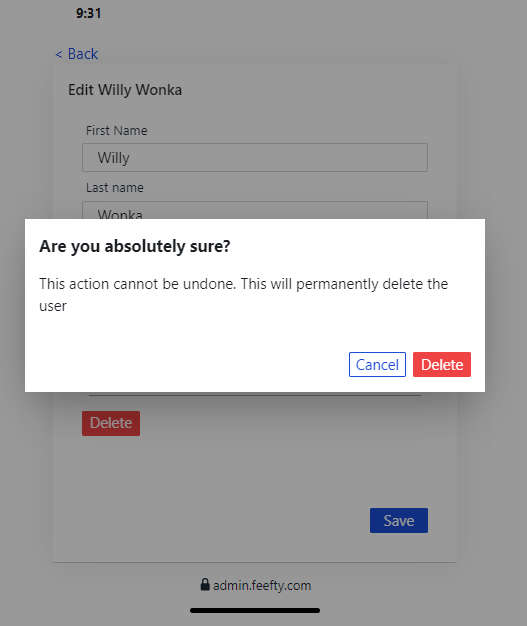 9:31
< Back
Edit Willy Wonka
First Name
Willy
Last name
Wonka
Are you absolutely sure?
This action cannot be undone. This will permanently delete the
user
Cancel Delete
Delete
Save
admin.feefty.com